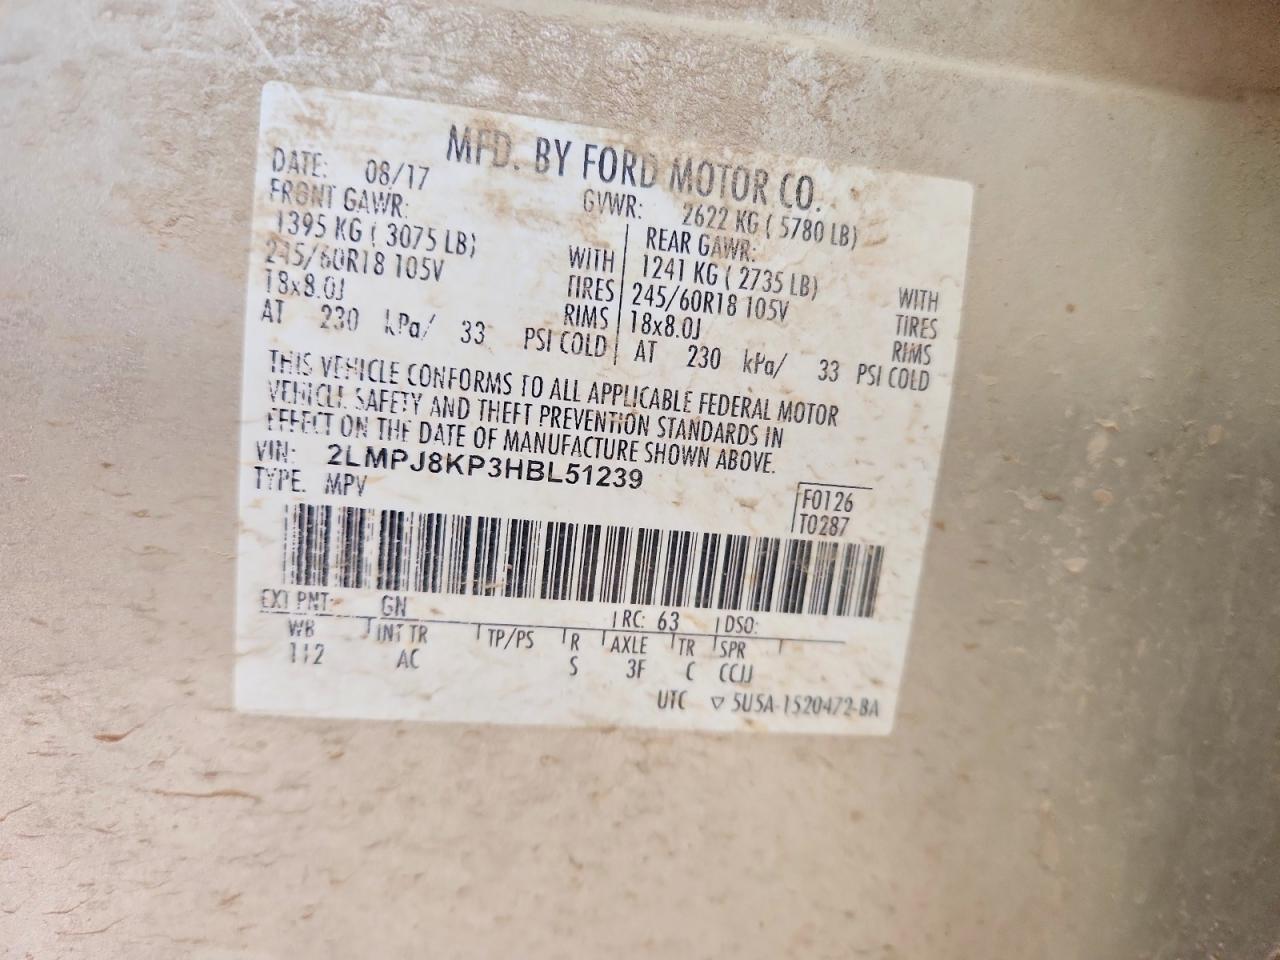 MFD. BY FORD MOTOR CO.
DATE: 08/17 GVWR: 2622 KG ( 5780 LB)
FRONT GAWR: REAR GAWR:
1395 KG ( 3075 LB) WITH 1241 KG ( 2735 LB) WITH
245/60R18 105V TIRES 245/60R18 105V TIRES
18x8.0J RIMS 18x8.0J RIMS
AT 230 kPa/ 33 PSI COLD AT 230 kPa/ 33 PSI COLD
THIS VEHICLE CONFORMS TO ALL APPLICABLE FEDERAL MOTOR
VEHICLE SAFETY AND THEFT PREVENTION STANDARDS IN
EFFECT ON THE DATE OF MANUFACTURE SHOWN ABOVE.
VIN: 2LMPJ8KP3HBL51239
TYPE: MPV
F0126
T0287
EXT PNT: GN RC: 63 DSO:
WB INT TR TP/PS R AXLE TR SPR
112 AC S 3F C CCJJ
UTC ▽ 5U5A-1520472-BA